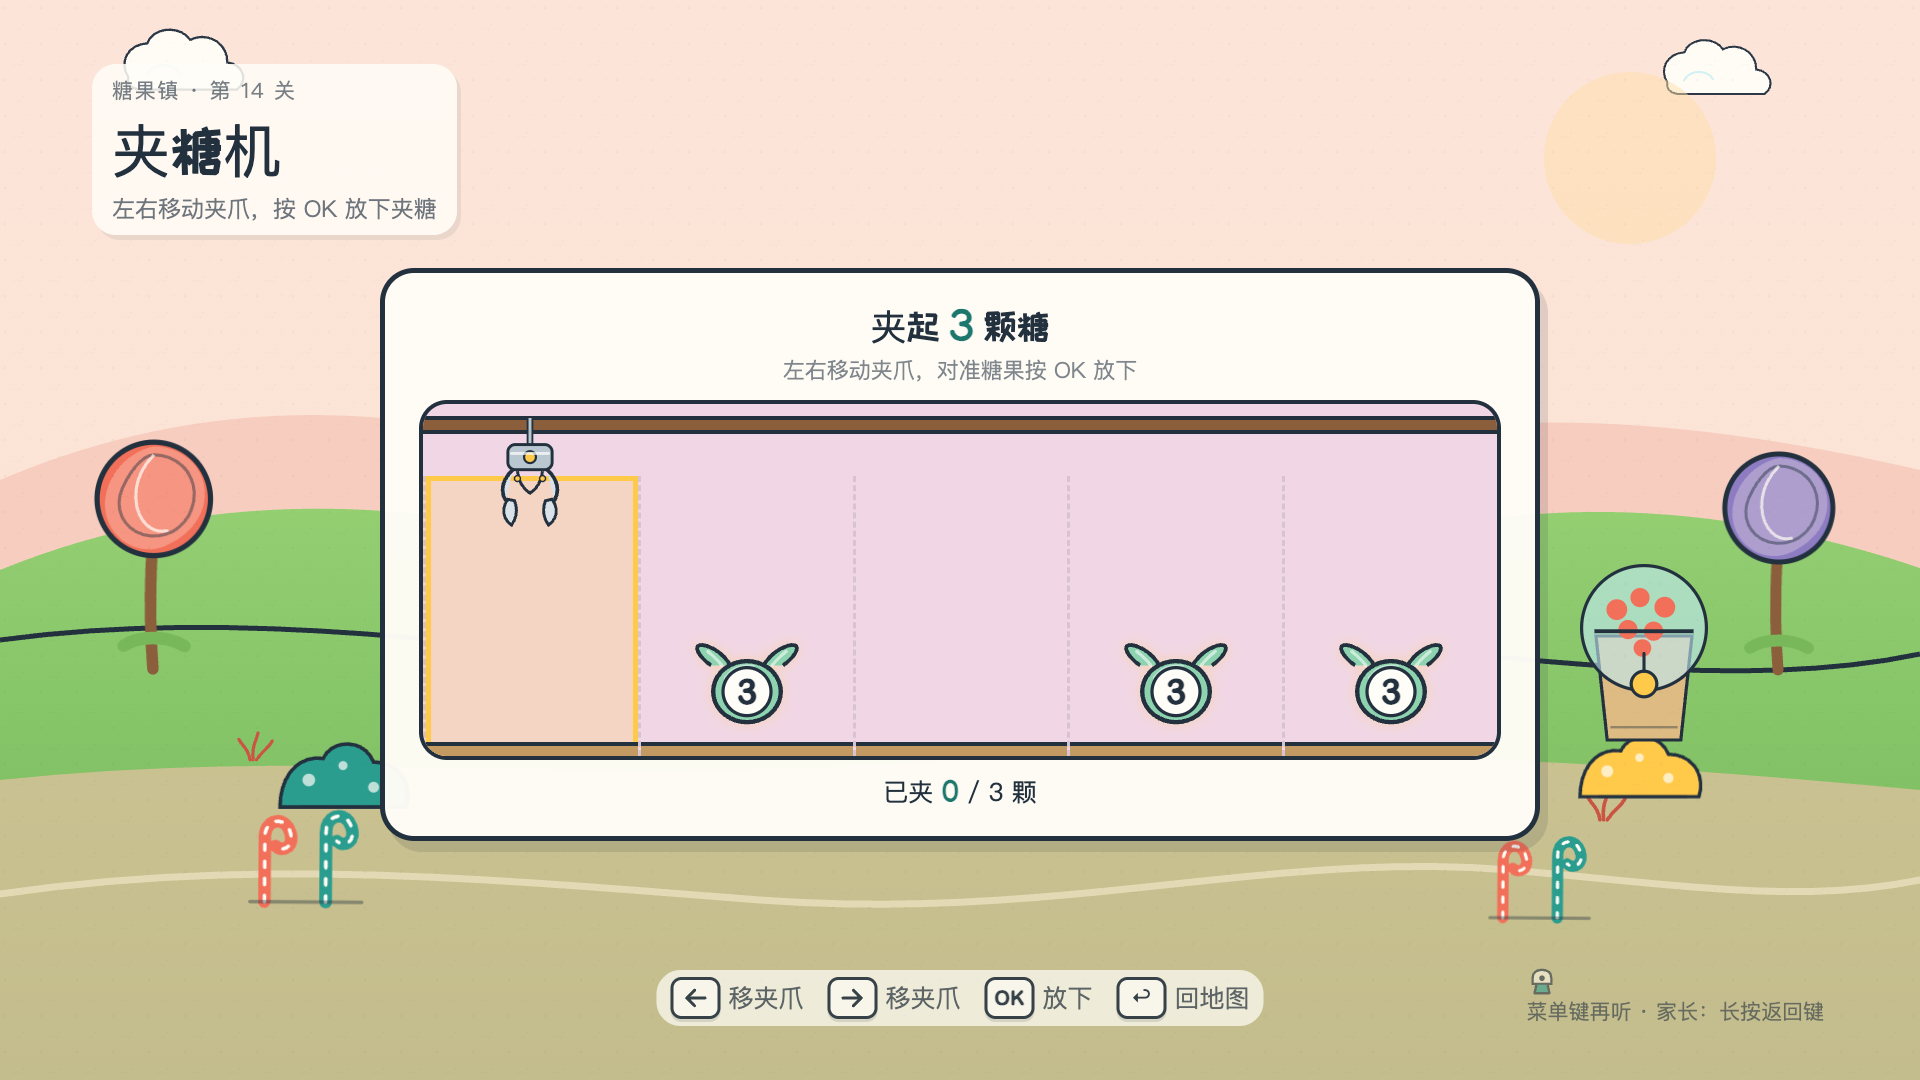 糖果镇 · 第 14 关
夹糖机
左右移动夹爪，按 OK 放下夹糖
夹起 3 颗糖
左右移动夹爪，对准糖果按 OK 放下
3
3
3
已夹 0 / 3 颗
← 移夹爪 → 移夹爪 OK 放下 ↩ 回地图
菜单键再听 · 家长：长按返回键